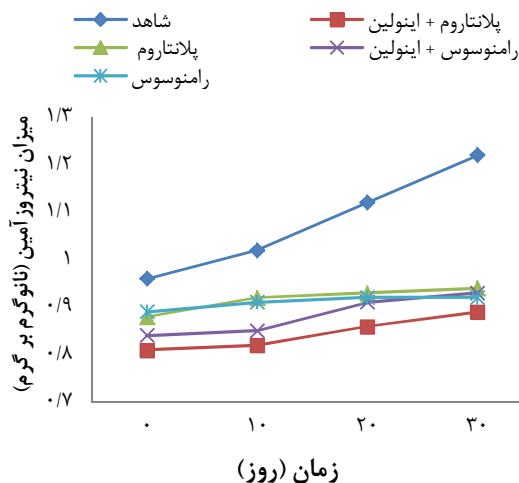 شاهد
پلانتاروم + اینولین
پلانتاروم
رامنوسوس + اینولین
رامنوسوس
میزان نیتروزآمین (نانوگرم بر گرم)
۱/۳
۱/۲
۱/۱
۱
۰/۹
۰/۸
۰/۷
۰ ۱۰ ۲۰ ۳۰
زمان (روز)